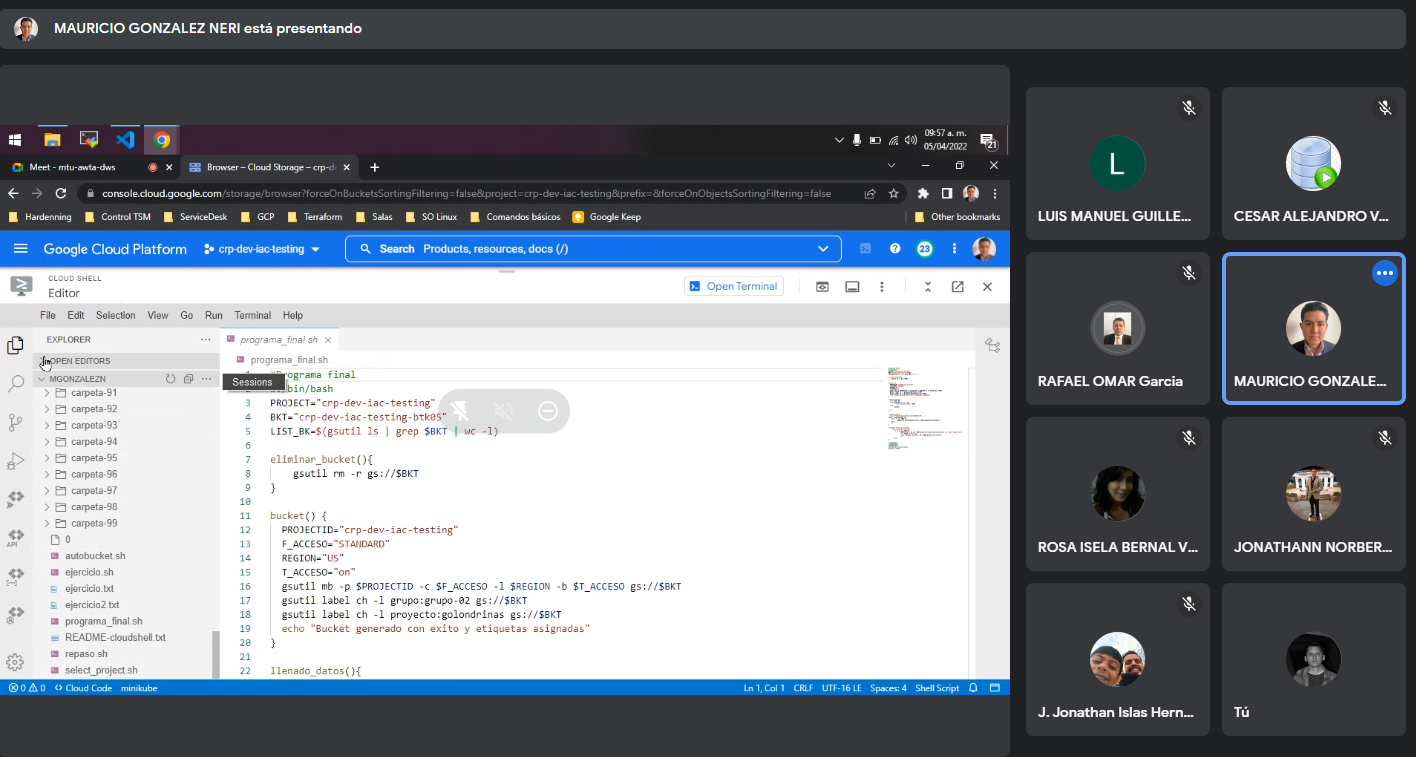 MAURICIO GONZALEZ NERI está presentando
09:57 a. m.
05/04/2022
21
Meet - mtu-awta-dws
Browser – Cloud Storage – crp-d
console.cloud.google.com/storage/browser?forceOnBucketsSortingFiltering=false&project=crp-dev-iac-testing&prefix=&forceOnObjectsSortingFiltering=false
Hardenning
Control TSM
ServiceDesk
GCP
Terraform
Salas
SO Linux
Comandos básicos
Google Keep
Other bookmarks
Google Cloud Platform
crp-dev-iac-testing
Search Products, resources, docs (/)
23
CLOUD SHELL
Editor
Open Terminal
File Edit Selection View Go Run Terminal Help
EXPLORER
OPEN EDITORS
MGONZALEZN
Sessions
carpeta-91
carpeta-92
carpeta-93
carpeta-94
carpeta-95
carpeta-96
carpeta-97
carpeta-98
carpeta-99
0
autobucket.sh
ejercicio.sh
ejercicio.txt
ejercicio2.txt
programa_final.sh
README-cloudshell.txt
repaso.sh
select_project.sh
API
programa_final.sh
programa_final.sh
Programa final
bin/bash
3 PROJECT="crp-dev-iac-testing"
4 BKT="crp-dev-iac-testing-btk05"
5 LIST_BK=$(gsutil ls | grep $BKT | wc -l)
6
7 eliminar_bucket(){
8 gsutil rm -r gs://$BKT
9 }
10
11 bucket() {
12 PROJECTID="crp-dev-iac-testing"
13 F_ACCESO="STANDARD"
14 REGION="US"
15 T_ACCESO="on"
16 gsutil mb -p $PROJECTID -c $F_ACCESO -l $REGION -b $T_ACCESO gs://$BKT
17 gsutil label ch -l grupo:grupo-02 gs://$BKT
18 gsutil label ch -l proyecto:golondrinas gs://$BKT
19 echo "Bucket generado con exito y etiquetas asignadas"
20 }
21
22 llenado_datos(){
0 0 Cloud Code minikube
Ln 1, Col 1 CRLF UTF-16 LE Spaces: 4 Shell Script
L
LUIS MANUEL GUILLE...
CESAR ALEJANDRO V...
RAFAEL OMAR Garcia
MAURICIO GONZALE...
ROSA ISELA BERNAL V...
JONATHANN NORBER...
J. Jonathan Islas Hern...
Tú